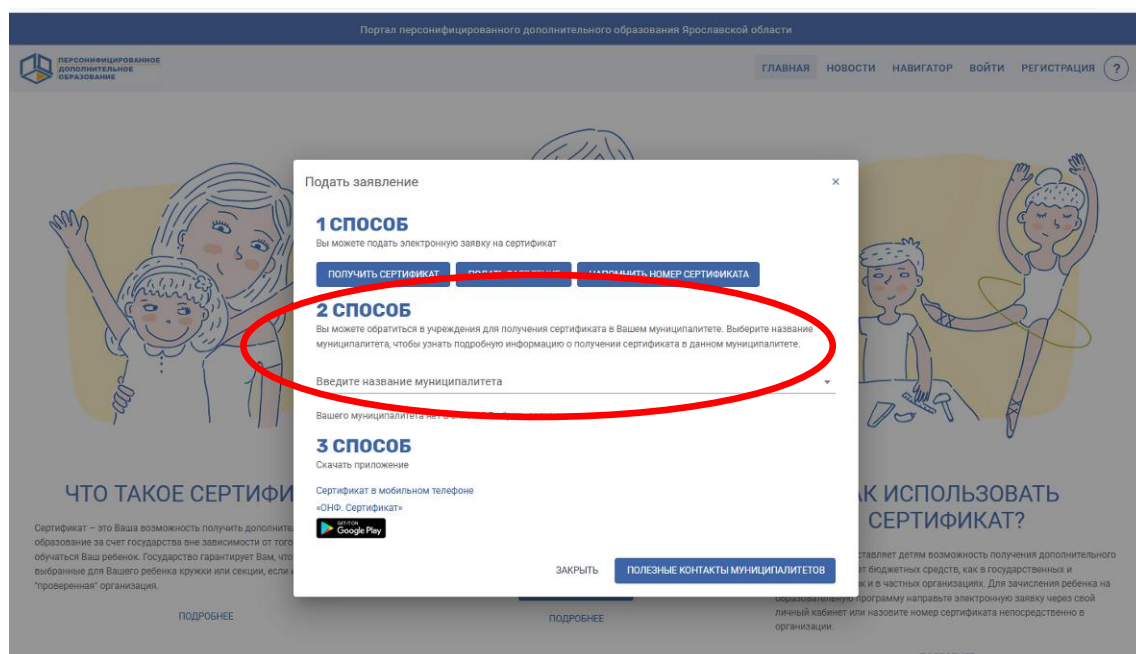 Портал персонифицированного дополнительного образования Ярославской области
ПЕРСОНИФИЦИРОВАННОЕ
ДОПОЛНИТЕЛЬНОЕ
ОБРАЗОВАНИЕ
ГЛАВНАЯ НОВОСТИ НАВИГАТОР ВОЙТИ РЕГИСТРАЦИЯ ?
Подать заявление ×
1 СПОСОБ
Вы можете подать электронную заявку на сертификат
ПОЛУЧИТЬ СЕРТИФИКАТ НАПОМНИТЬ НОМЕР СЕРТИФИКАТА
2 СПОСОБ
Вы можете обратиться в учреждения для получения сертификата в Вашем муниципалитете. Выберите название
муниципалитета, чтобы узнать подробную информацию о получении сертификата в данном муниципалитете.
Введите название муниципалитета
Вашего муниципалитета нет в
3 СПОСОБ
Скачать приложение
Сертификат в мобильном телефоне
«ОНФ. Сертификат»
GET IT ON
Google Play
ЗАКРЫТЬ ПОЛЕЗНЫЕ КОНТАКТЫ МУНИЦИПАЛИТЕТОВ
ЧТО ТАКОЕ СЕРТИФИ
Сертификат – это Ваша возможность получить дополните
образование за счет государства вне зависимости от того
обучаться Ваш ребенок. Государство гарантирует Вам, что
выбранные для Вашего ребенка кружки или секции, если
"проверенная" организация.
ПОДРОБНЕЕ
ПОДРОБНЕЕ
АК ИСПОЛЬЗОВАТЬ
СЕРТИФИКАТ?
ставляет детям возможность получения дополнительного
ет бюджетных средств, как в государственных и
к и в частных организациях. Для зачисления ребенка на
образовательную программу направьте электронную заявку через свой
личный кабинет или назовите номер сертификата непосредственно в
организации.